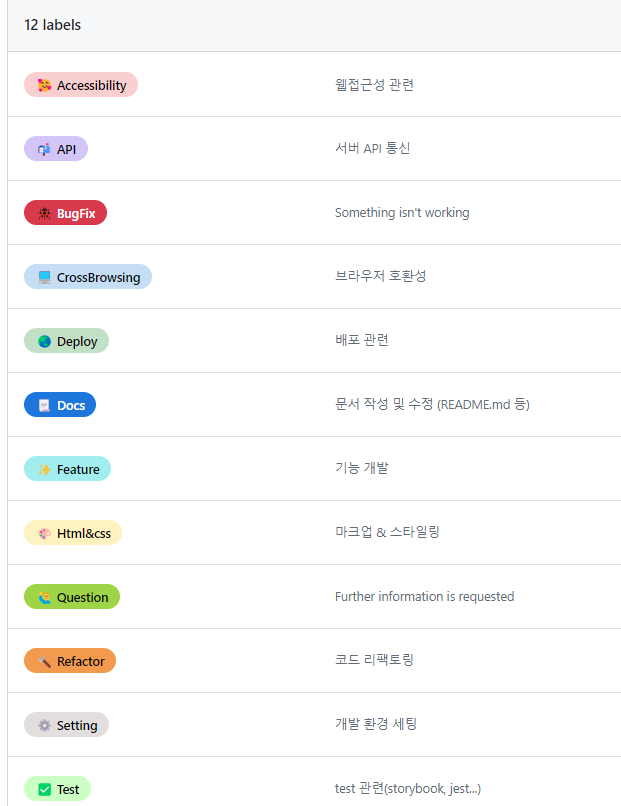 12 labels
🥰 Accessibility 웹접근성 관련
📬 API 서버 API 통신
🕷 BugFix Something isn't working
💻 CrossBrowsing 브라우저 호환성
🌏 Deploy 배포 관련
📃 Docs 문서 작성 및 수정 (README.md 등)
✨ Feature 기능 개발
🎨 Html&css 마크업 & 스타일링
🙋‍♂️ Question Further information is requested
🔨 Refactor 코드 리팩토링
⚙ Setting 개발 환경 세팅
✅ Test test 관련(storybook, jest...)